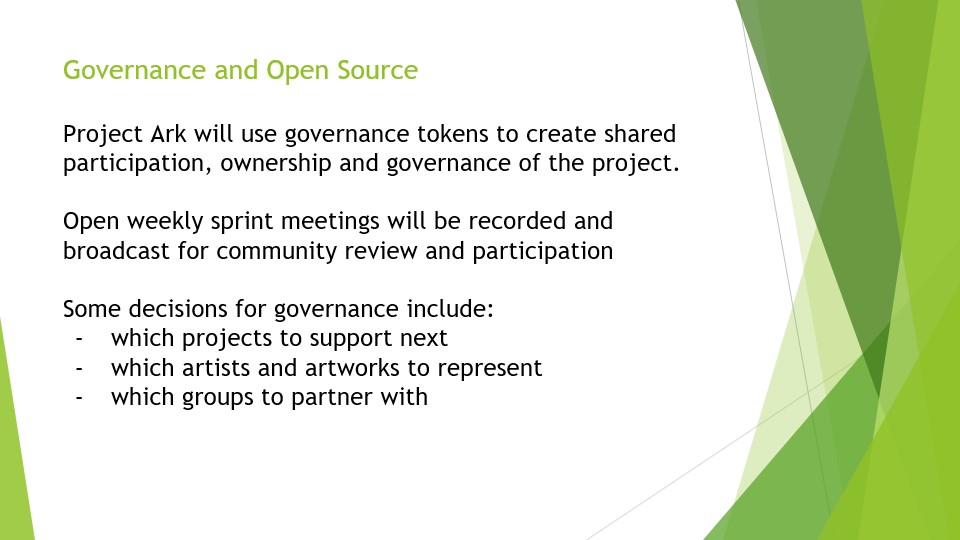 Governance and Open Source
Project Ark will use governance tokens to create shared
participation, ownership and governance of the project.
Open weekly sprint meetings will be recorded and
broadcast for community review and participation
Some decisions for governance include:
- which projects to support next
- which artists and artworks to represent
- which groups to partner with